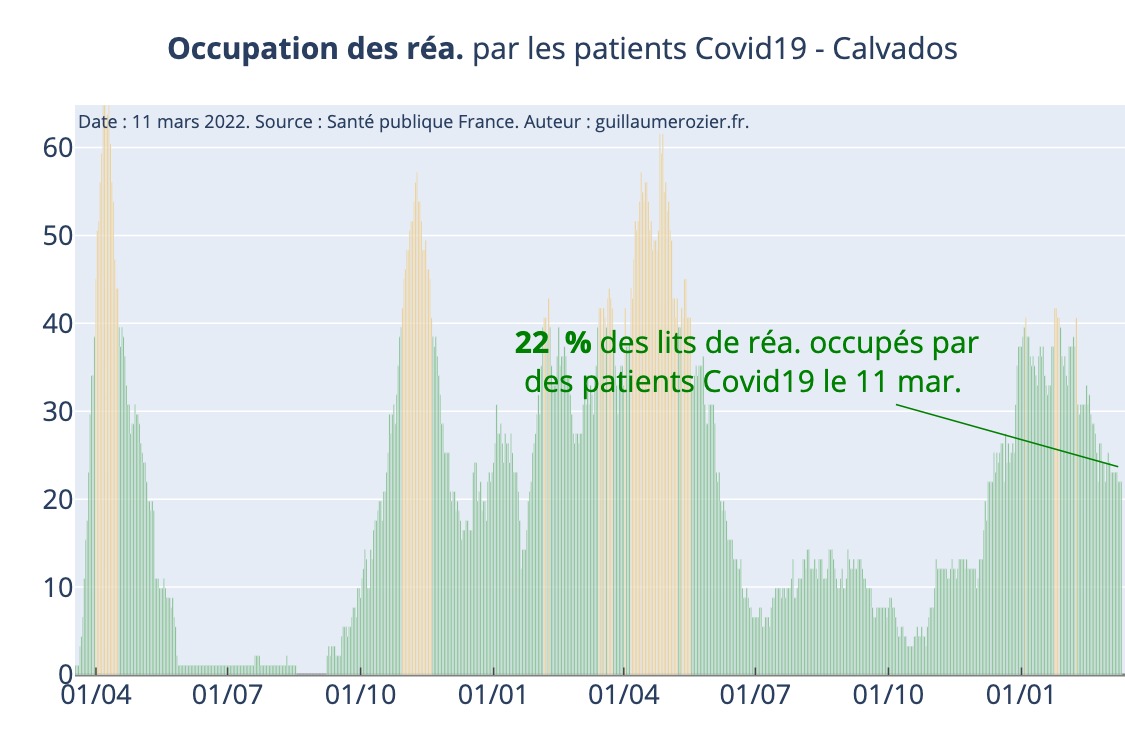 Occupation des réa. par les patients Covid19 - Calvados
Date : 11 mars 2022. Source : Santé publique France. Auteur : guillaumerozier.fr.
60
50
40
22 % des lits de réa. occupés par
des patients Covid19 le 11 mar.
30
20
10
0
01/04 01/07 01/10 01/01 01/04 01/07 01/10 01/01